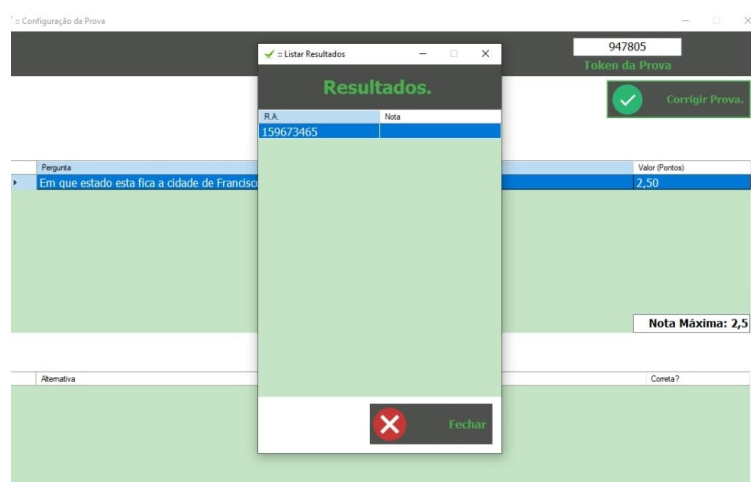 :: Configuração da Prova
947805
Token da Prova
Corrigir Prova.
:: Listar Resultados
Resultados.
R.A. Nota
159673465
Pergunta Valor (Pontos)
Em que estado esta fica a cidade de Francisco 2,50
Nota Máxima: 2,5
Alternativa Correta?
Fechar